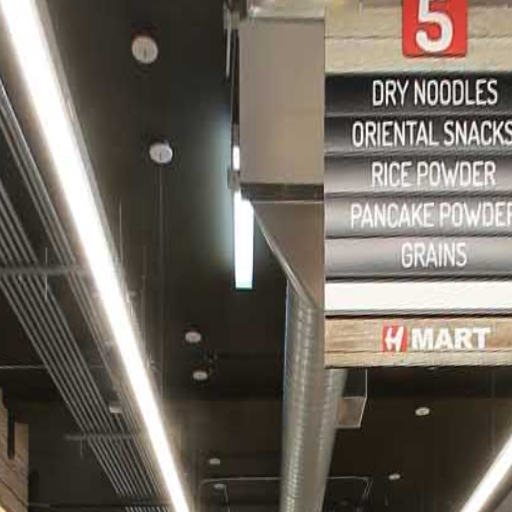 5
DRY NOODLES
ORIENTAL SNACKS
RICE POWDER
PANCAKE POWDER
GRAINS
H MART